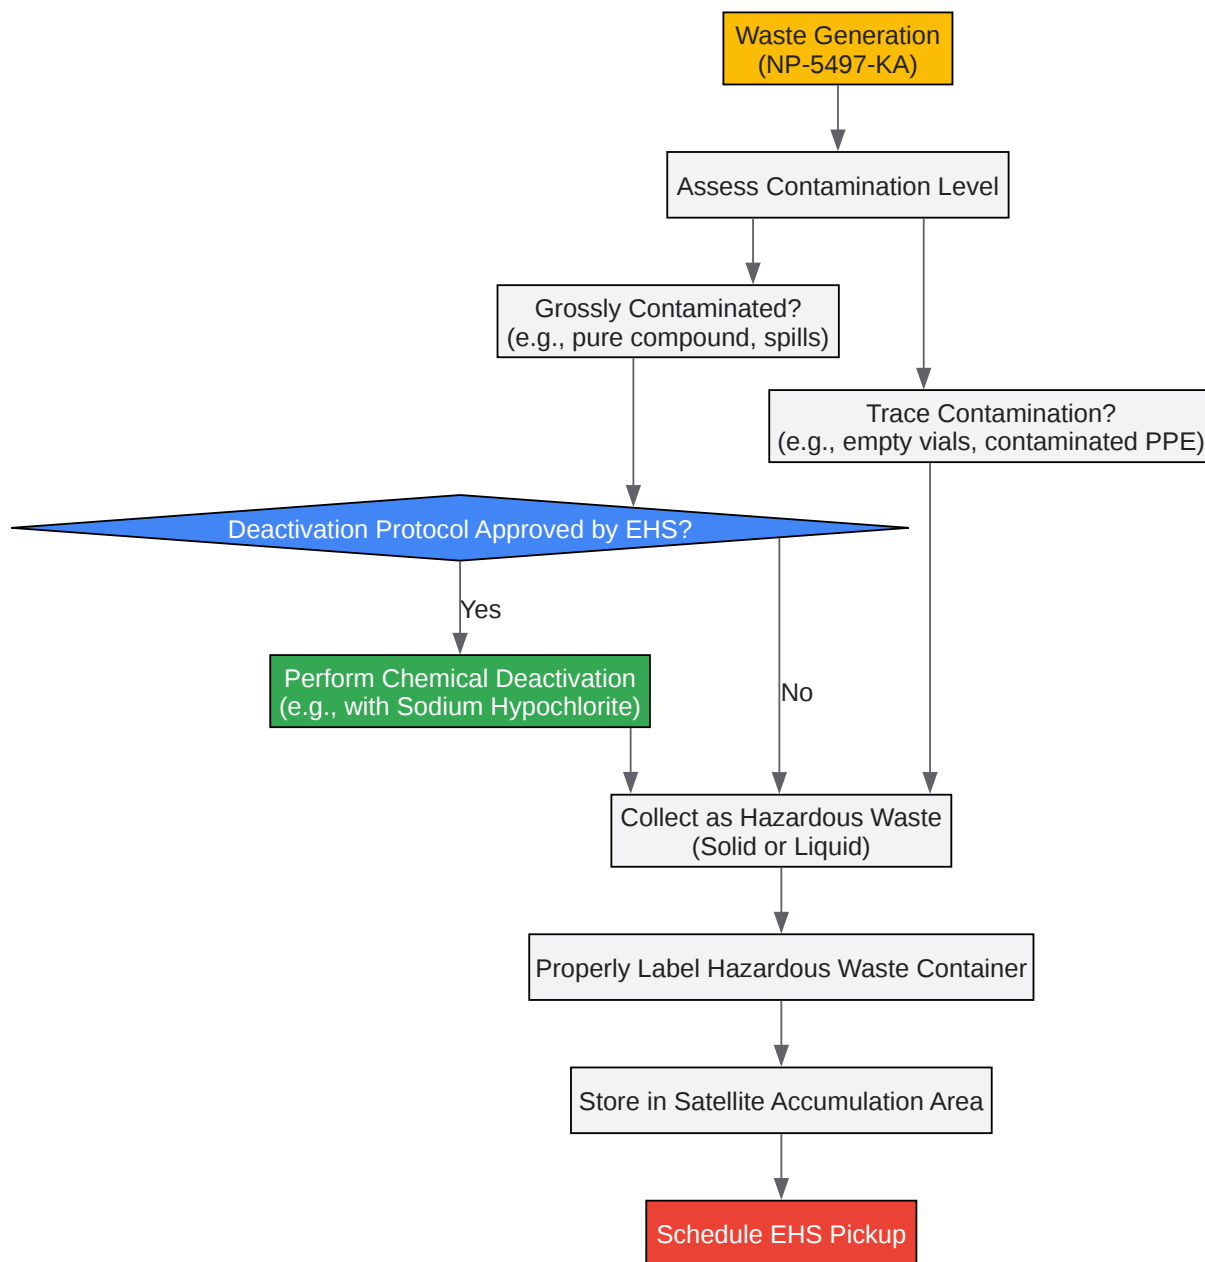 Waste Generation
(NP-5497-KA)
Assess Contamination Level
Grossly Contaminated?
(e.g., pure compound, spills)
Trace Contamination?
(e.g., empty vials, contaminated PPE)
Deactivation Protocol Approved by EHS?
Yes
Perform Chemical Deactivation
(e.g., with Sodium Hypochlorite)
No
Collect as Hazardous Waste
(Solid or Liquid)
Properly Label Hazardous Waste Container
Store in Satellite Accumulation Area
Schedule EHS Pickup